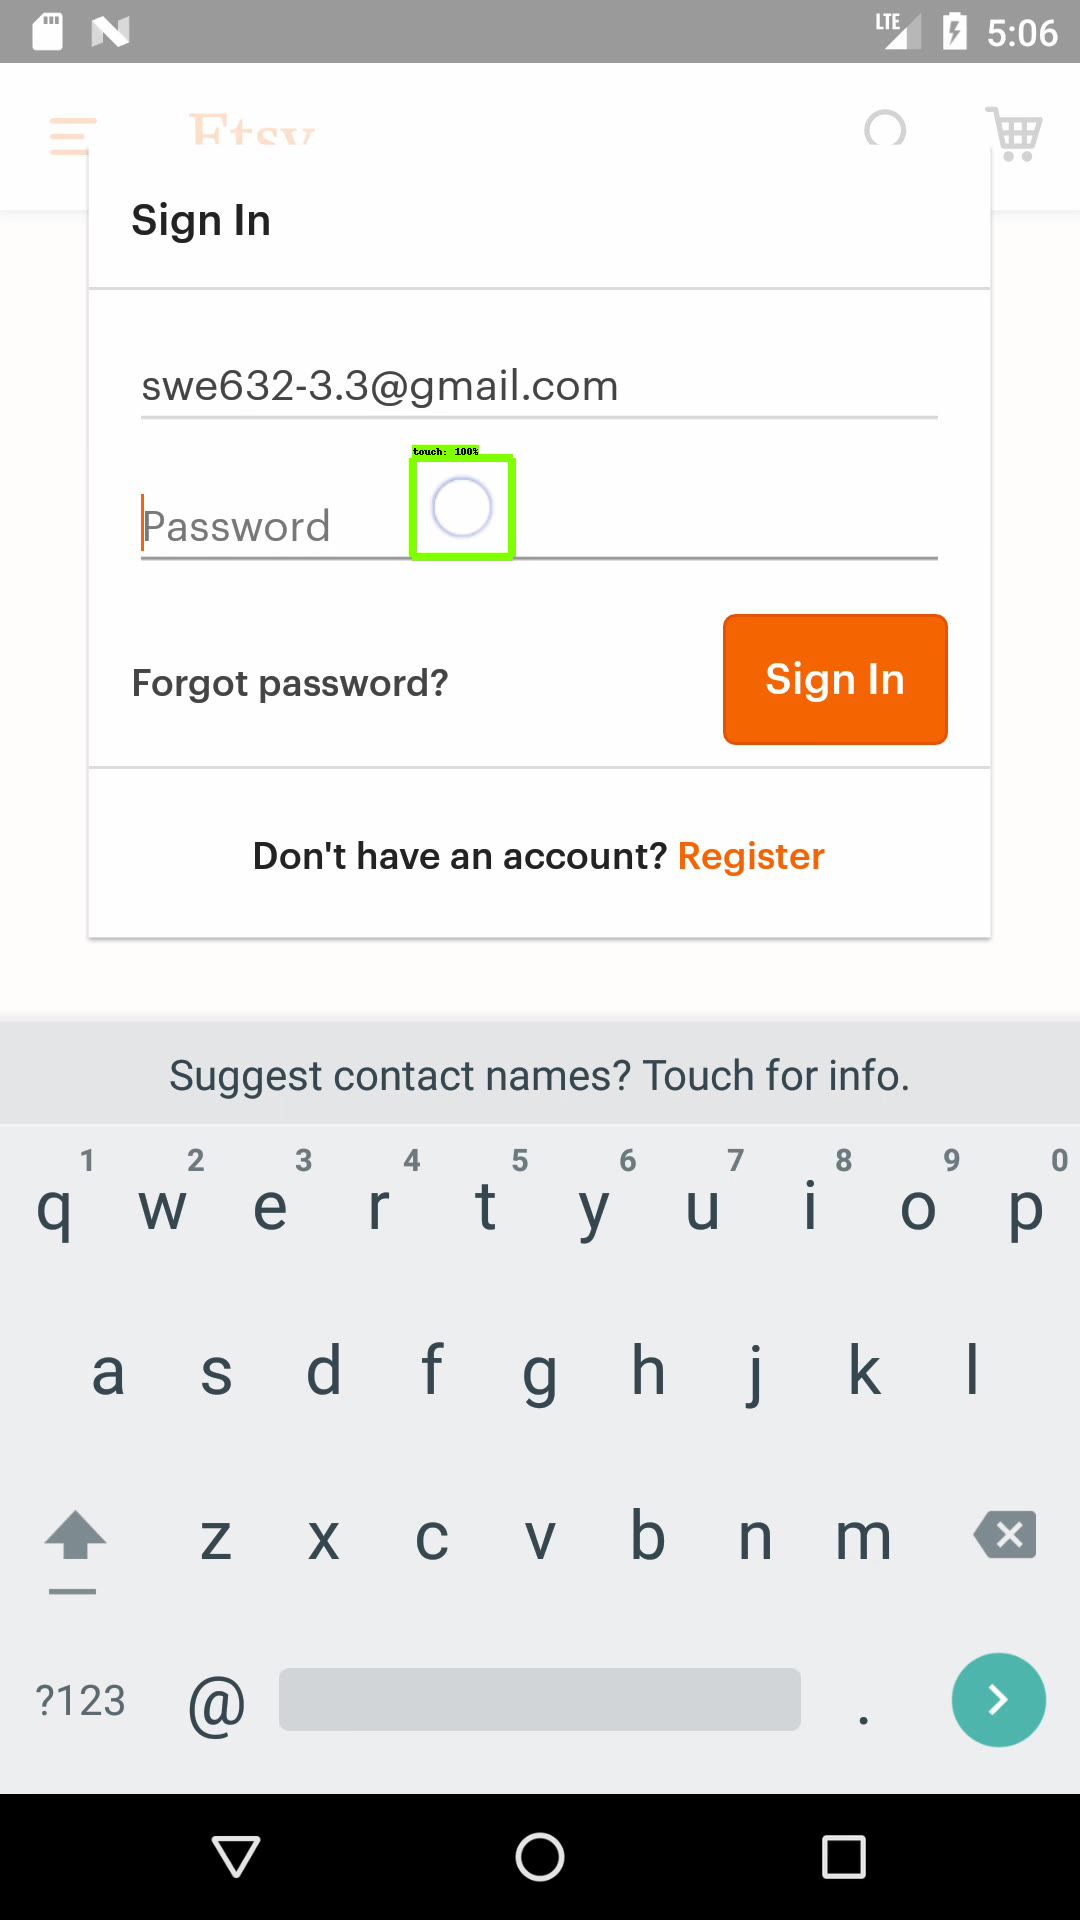 LTE 5:06
Etsy
Sign In
swe632-3.3@gmail.com
touch: 100%
Password
Forgot password?
Sign In
Don't have an account? Register
Suggest contact names? Touch for info.
1 2 3 4 5 6 7 8 9 0
q w e r t y u i o p
a s d f g h j k l
z x c v b n m
?123 @ .